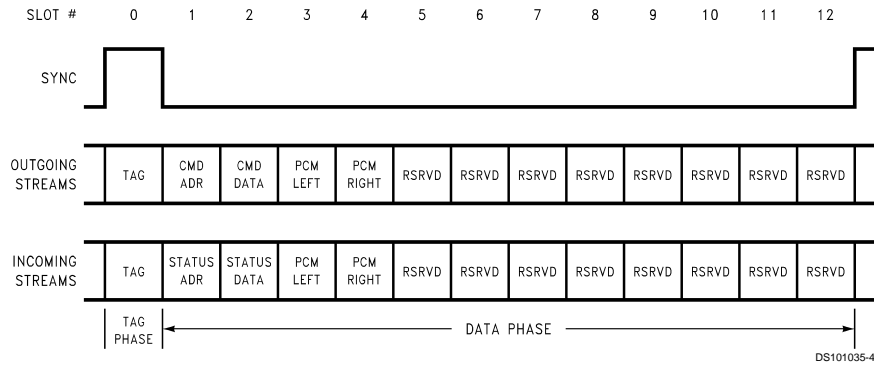 SLOT # 0 1 2 3 4 5 6 7 8 9 10 11 12
SYNC
OUTGOING STREAMS TAG CMD ADR CMD DATA PCM LEFT PCM RIGHT RSRVD RSRVD RSRVD RSRVD RSRVD RSRVD RSRVD RSRVD
INCOMING STREAMS TAG STATUS ADR STATUS DATA PCM LEFT PCM RIGHT RSRVD RSRVD RSRVD RSRVD RSRVD RSRVD RSRVD RSRVD
TAG PHASE DATA PHASE
DS101035-4